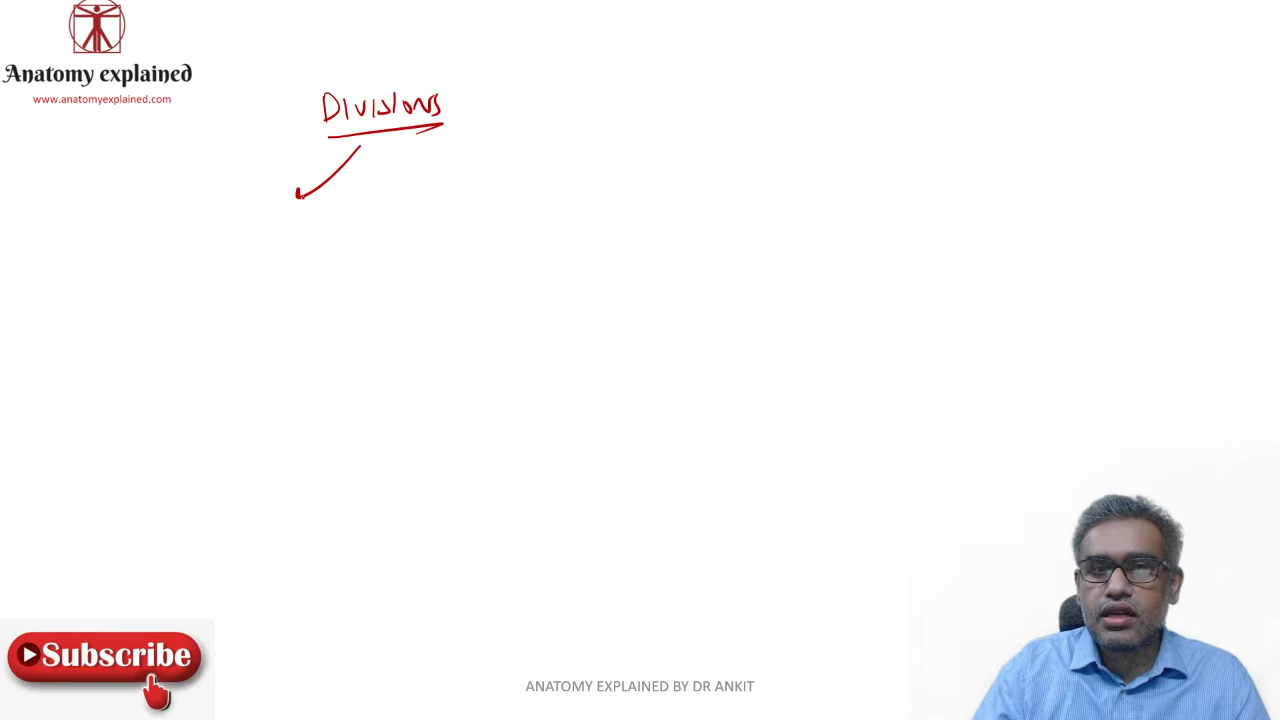 Anatomy explained
www.anatomyexplained.com
Divisions
Subscribe
ANATOMY EXPLAINED BY DR ANKIT